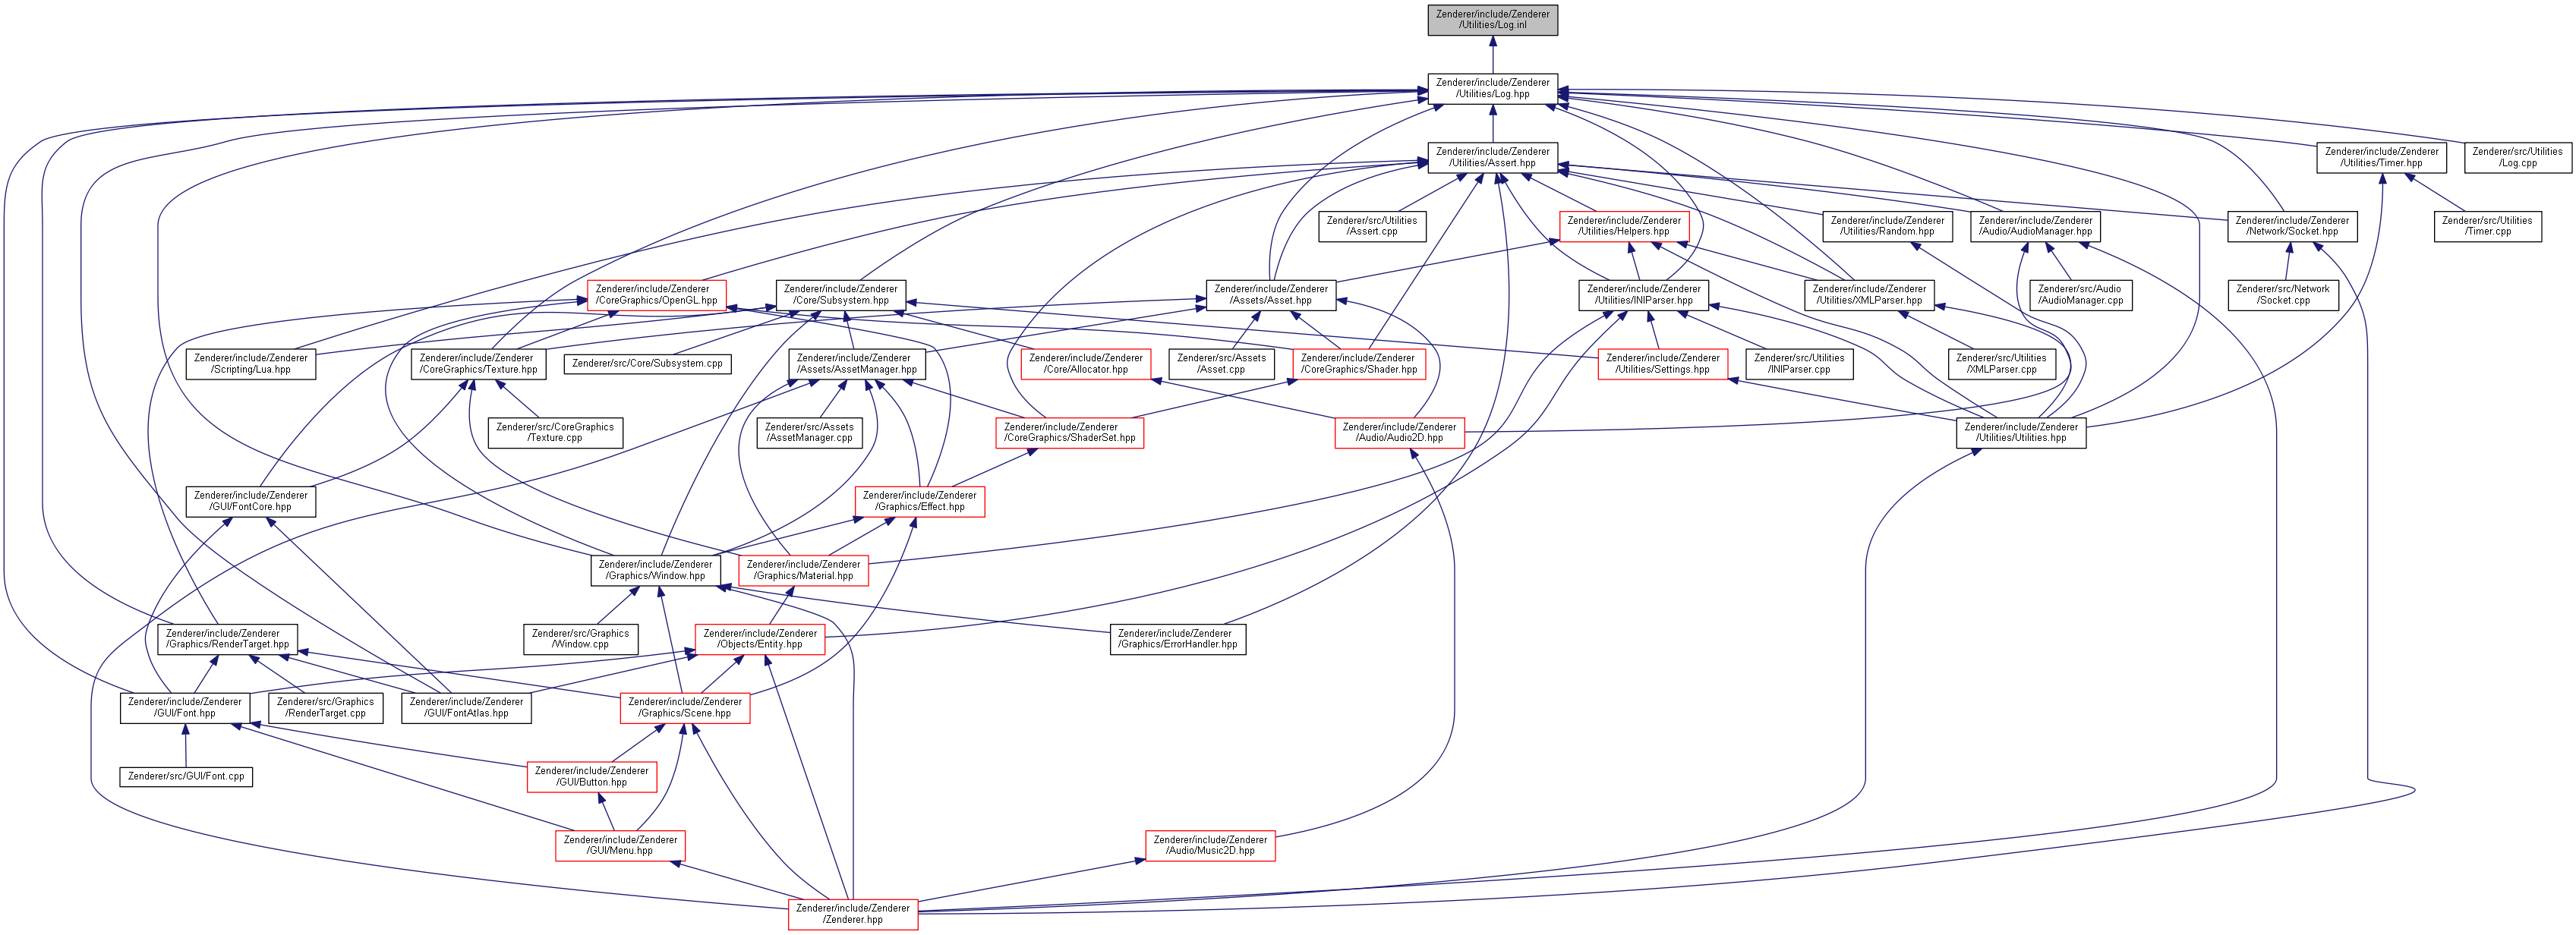 Zenderer/include/Zenderer
/Utilities/Log.inl
Zenderer/include/Zenderer
/Utilities/Log.hpp
Zenderer/include/Zenderer
/Utilities/Assert.hpp
Zenderer/include/Zenderer
/Utilities/Timer.hpp
Zenderer/src/Utilities
/Log.cpp
Zenderer/src/Utilities
/Assert.cpp
Zenderer/include/Zenderer
/Utilities/Helpers.hpp
Zenderer/include/Zenderer
/Utilities/Random.hpp
Zenderer/include/Zenderer
/Audio/AudioManager.hpp
Zenderer/include/Zenderer
/Network/Socket.hpp
Zenderer/src/Utilities
/Timer.cpp
Zenderer/include/Zenderer
/CoreGraphics/OpenGL.hpp
Zenderer/include/Zenderer
/Core/Subsystem.hpp
Zenderer/include/Zenderer
/Assets/Asset.hpp
Zenderer/include/Zenderer
/Utilities/INIParser.hpp
Zenderer/include/Zenderer
/Utilities/XMLParser.hpp
Zenderer/src/Audio
/AudioManager.cpp
Zenderer/src/Network
/Socket.cpp
Zenderer/include/Zenderer
/Scripting/Lua.hpp
Zenderer/include/Zenderer
/CoreGraphics/Texture.hpp
Zenderer/src/Core/Subsystem.cpp
Zenderer/include/Zenderer
/Assets/AssetManager.hpp
Zenderer/include/Zenderer
/Core/Allocator.hpp
Zenderer/src/Assets
/Asset.cpp
Zenderer/include/Zenderer
/CoreGraphics/Shader.hpp
Zenderer/include/Zenderer
/Utilities/Settings.hpp
Zenderer/src/Utilities
/INIParser.cpp
Zenderer/src/Utilities
/XMLParser.cpp
Zenderer/src/CoreGraphics
/Texture.cpp
Zenderer/src/Assets
/AssetManager.cpp
Zenderer/include/Zenderer
/CoreGraphics/ShaderSet.hpp
Zenderer/include/Zenderer
/Audio/Audio2D.hpp
Zenderer/include/Zenderer
/Utilities/Utilities.hpp
Zenderer/include/Zenderer
/GUI/FontCore.hpp
Zenderer/include/Zenderer
/Graphics/Effect.hpp
Zenderer/include/Zenderer
/Graphics/Window.hpp
Zenderer/include/Zenderer
/Graphics/Material.hpp
Zenderer/include/Zenderer
/Graphics/RenderTarget.hpp
Zenderer/src/Graphics
/Window.cpp
Zenderer/include/Zenderer
/Objects/Entity.hpp
Zenderer/include/Zenderer
/Graphics/ErrorHandler.hpp
Zenderer/include/Zenderer
/GUI/Font.hpp
Zenderer/src/Graphics
/RenderTarget.cpp
Zenderer/include/Zenderer
/GUI/FontAtlas.hpp
Zenderer/include/Zenderer
/Graphics/Scene.hpp
Zenderer/src/GUI/Font.cpp
Zenderer/include/Zenderer
/GUI/Button.hpp
Zenderer/include/Zenderer
/GUI/Menu.hpp
Zenderer/include/Zenderer
/Audio/Music2D.hpp
Zenderer/include/Zenderer
/Zenderer.hpp